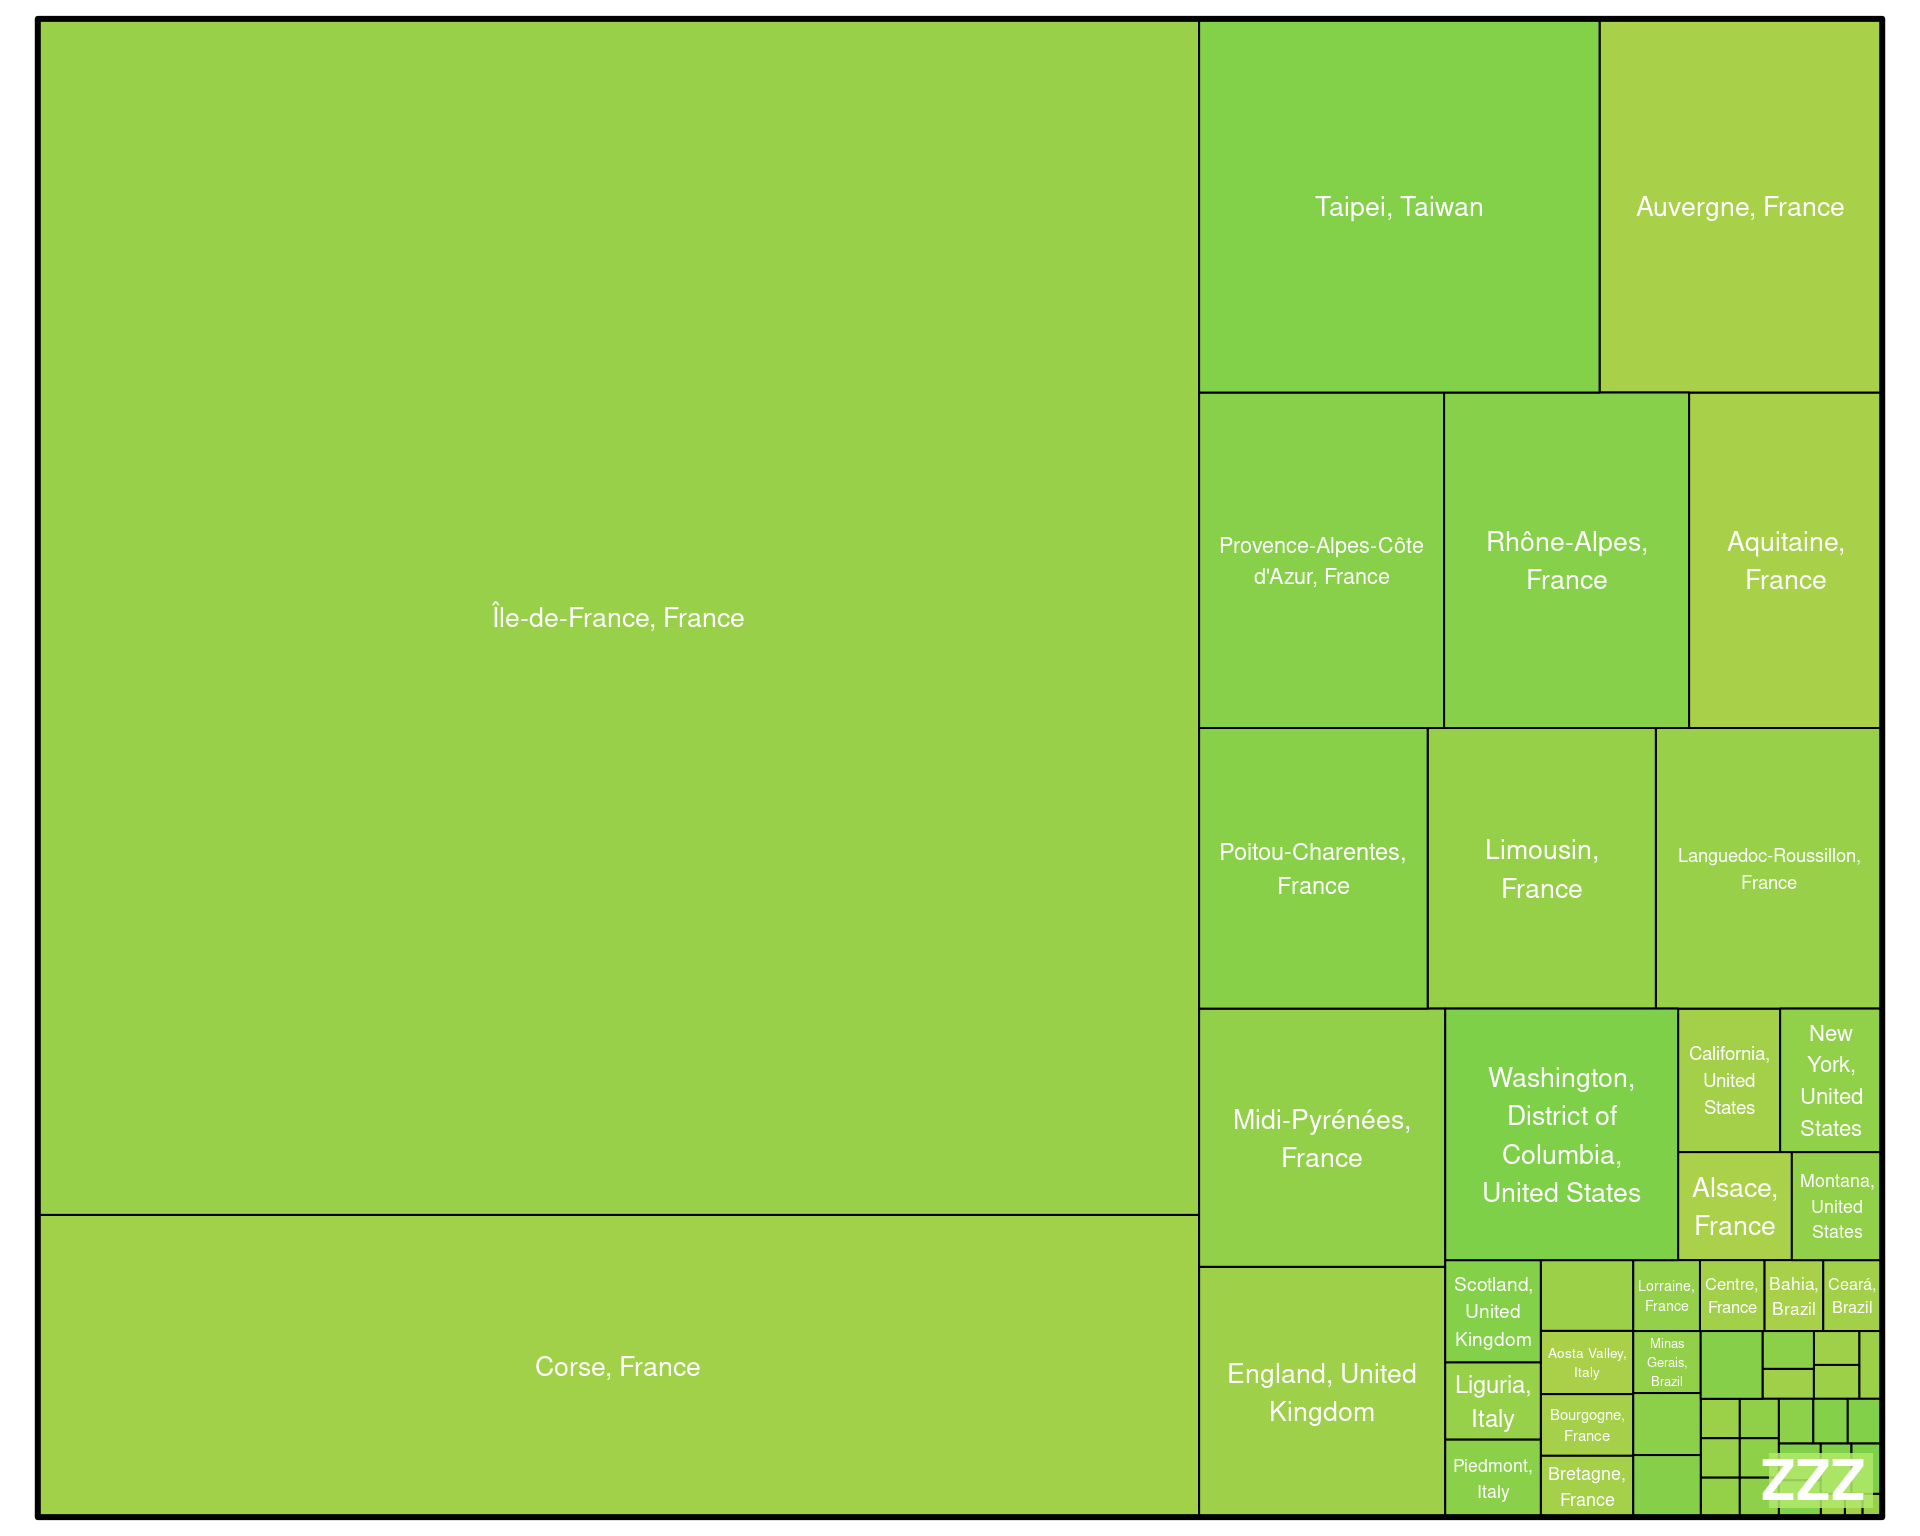 Île-de-France, France
Corse, France
Taipei, Taiwan
Auvergne, France
Provence-Alpes-Côte
d'Azur, France
Rhône-Alpes,
France
Aquitaine,
France
Poitou-Charentes,
France
Limousin,
France
Languedoc-Roussillon,
France
Midi-Pyrénées,
France
England, United
Kingdom
Washington,
District of
Columbia,
United States
California,
United
States
New
York,
United
States
Alsace,
France
Montana,
United
States
Scotland,
United
Kingdom
Liguria,
Italy
Piedmont,
Italy
Aosta Valley,
Italy
Bourgogne,
France
Bretagne,
France
Lorraine,
France
Centre,
France
Bahia,
Brazil
Ceará,
Brazil
Minas
Gerais,
Brazil
ZZZ